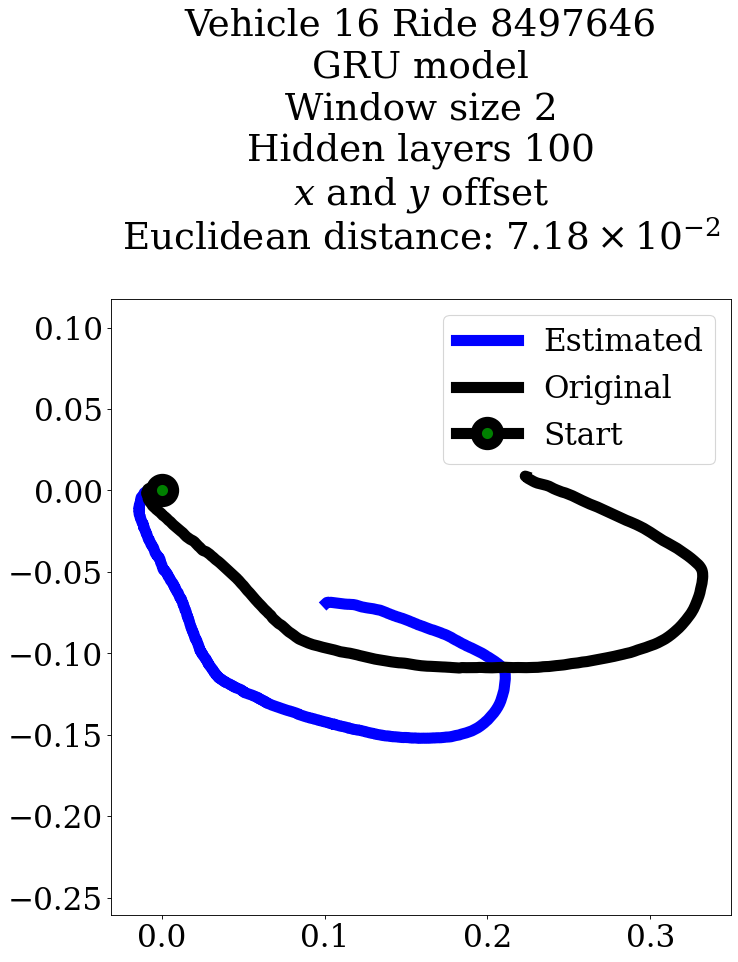 Vehicle 16 Ride 8497646
GRU model
Window size 2
Hidden layers 100
x and y offset
Euclidean distance: 7.18 × 10⁻²
Estimated
Original
Start
0.10
0.05
0.00
−0.05
−0.10
−0.15
−0.20
−0.25
0.0 0.1 0.2 0.3